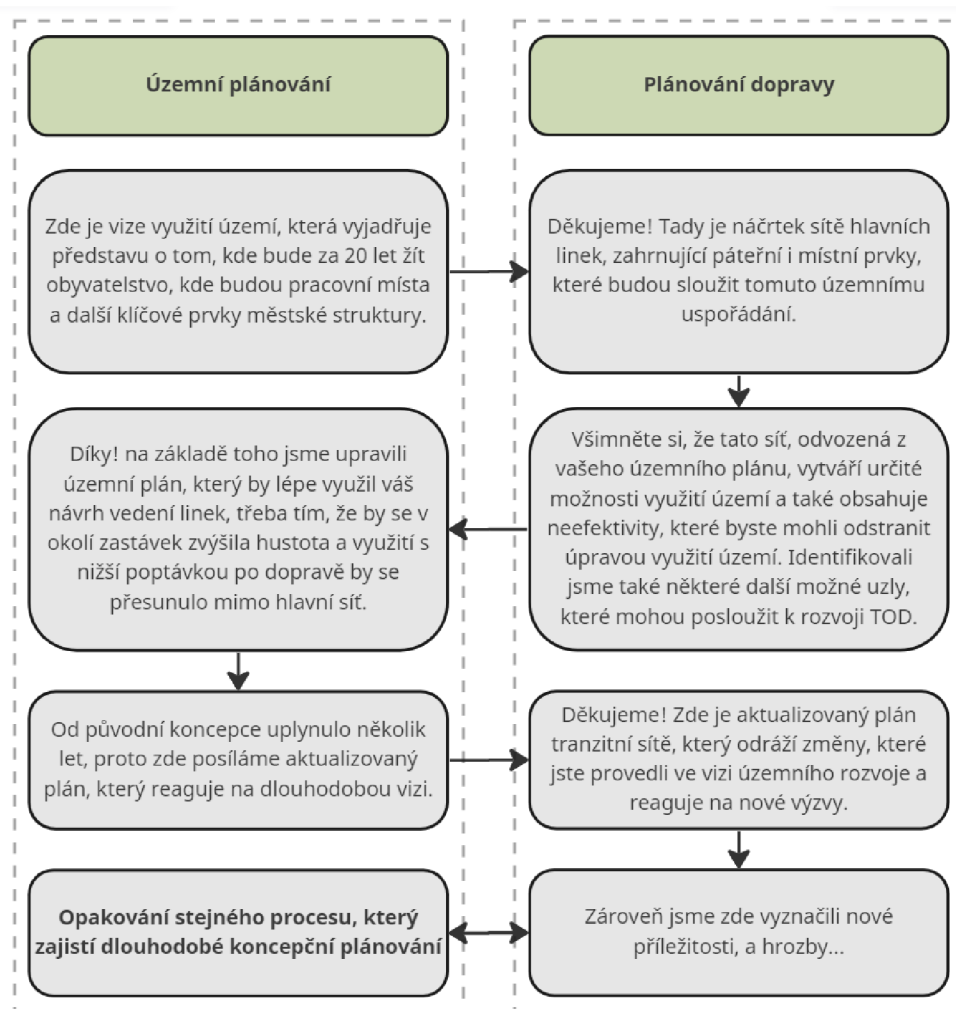 Územní plánování
Plánování dopravy
Zde je vize využití území, která vyjadřuje
představu o tom, kde bude za 20 let žít
obyvatelstvo, kde budou pracovní místa
a další klíčové prvky městské struktury.
Děkujeme! Tady je náčrtek sítě hlavních
linek, zahrnující páteřní i místní prvky,
které budou sloužit tomuto územnímu
uspořádání.
Všimněte si, že tato síť, odvozená z
vašeho územního plánu, vytváří určité
možnosti využití území a také obsahuje
neefektivity, které byste mohli odstranit
úpravou využití území. Identifikovali
jsme také některé další možné uzly,
které mohou posloužit k rozvoji TOD.
Díky! na základě toho jsme upravili
územní plán, který by lépe využil váš
návrh vedení linek, třeba tím, že by se v
okolí zastávek zvýšila hustota a využití s
nižší poptávkou po dopravě by se
přesunulo mimo hlavní síť.
Od původní koncepce uplynulo několik
let, proto zde posíláme aktualizovaný
plán, který reaguje na dlouhodobou vizi.
Děkujeme! Zde je aktualizovaný plán
tranzitní sítě, který odráží změny, které
jste provedli ve vizi územního rozvoje a
reaguje na nové výzvy.
Zároveň jsme zde vyznačili nové
příležitosti, a hrozby...
Opakování stejného procesu, který
zajistí dlouhodobé koncepční plánování